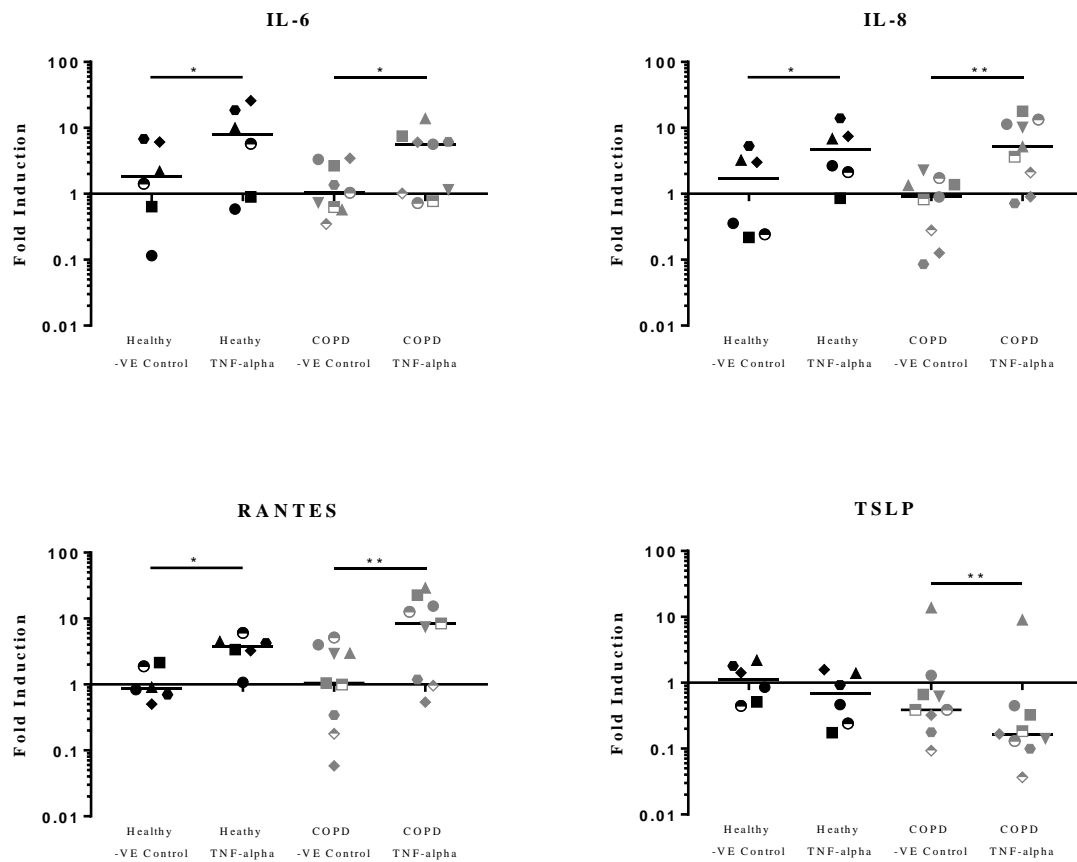 IL-6
*
*
Fold Induction
100
10
1
0.1
0.01
Healthy
-VE Control
Heathy
TNF-alpha
COPD
-VE Control
COPD
TNF-alpha
IL-8
*
**
Fold Induction
100
10
1
0.1
0.01
Healthy
-VE Control
Heathy
TNF-alpha
COPD
-VE Control
COPD
TNF-alpha
RANTES
*
**
Fold Induction
100
10
1
0.1
0.01
Healthy
-VE Control
Heathy
TNF-alpha
COPD
-VE Control
COPD
TNF-alpha
TSLP
**
Fold Induction
100
10
1
0.1
0.01
Healthy
-VE Control
Heathy
TNF-alpha
COPD
-VE Control
COPD
TNF-alpha